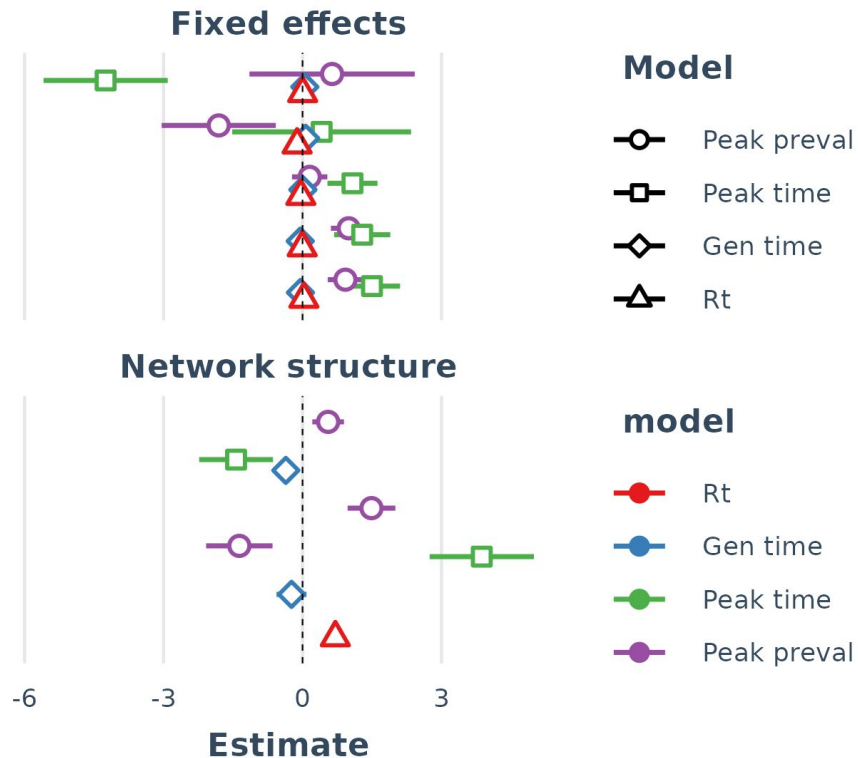 Fixed effects
Model
Peak preval
Peak time
Gen time
Rt
Network structure
model
Rt
Gen time
Peak time
Peak preval
-6 -3 0 3
Estimate